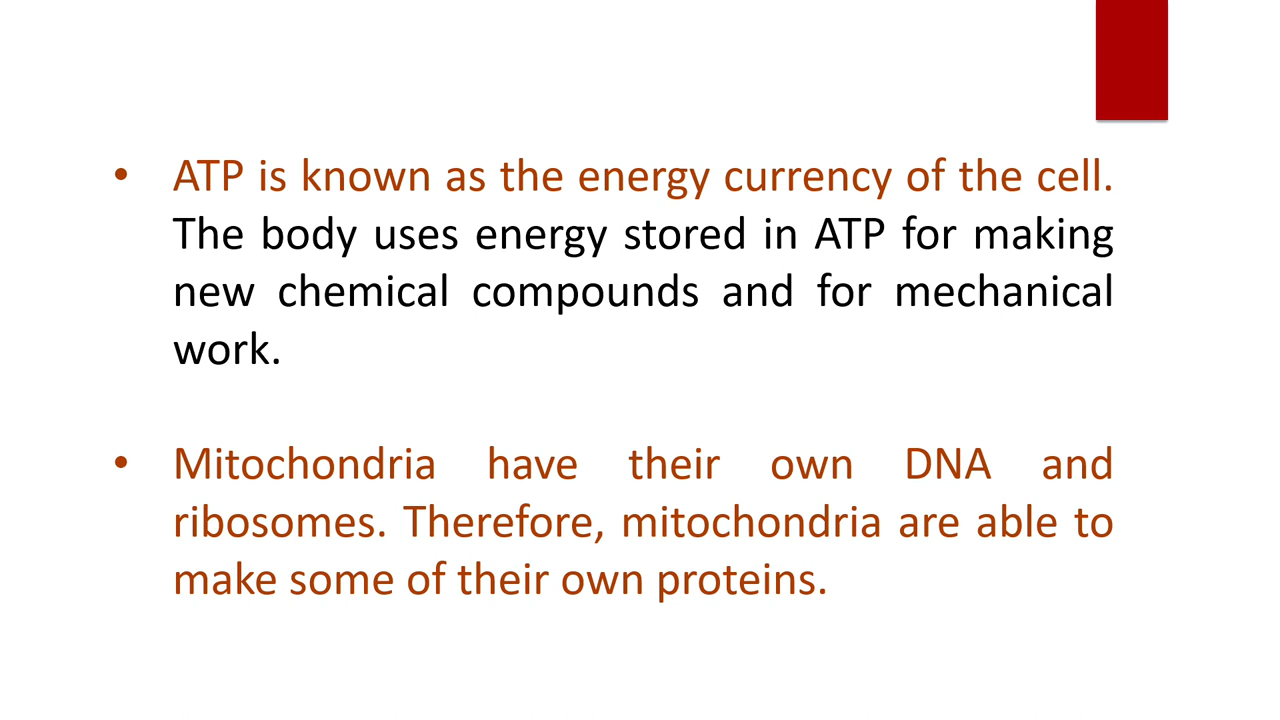 • ATP is known as the energy currency of the cell.
The body uses energy stored in ATP for making
new chemical compounds and for mechanical
work.
• Mitochondria have their own DNA and
ribosomes. Therefore, mitochondria are able to
make some of their own proteins.